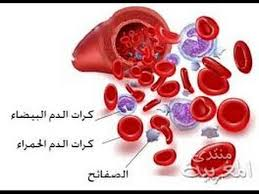 كرات الدم البيضاء
كرات الدم الحمراء
الصفائح
منتدى
المغربية